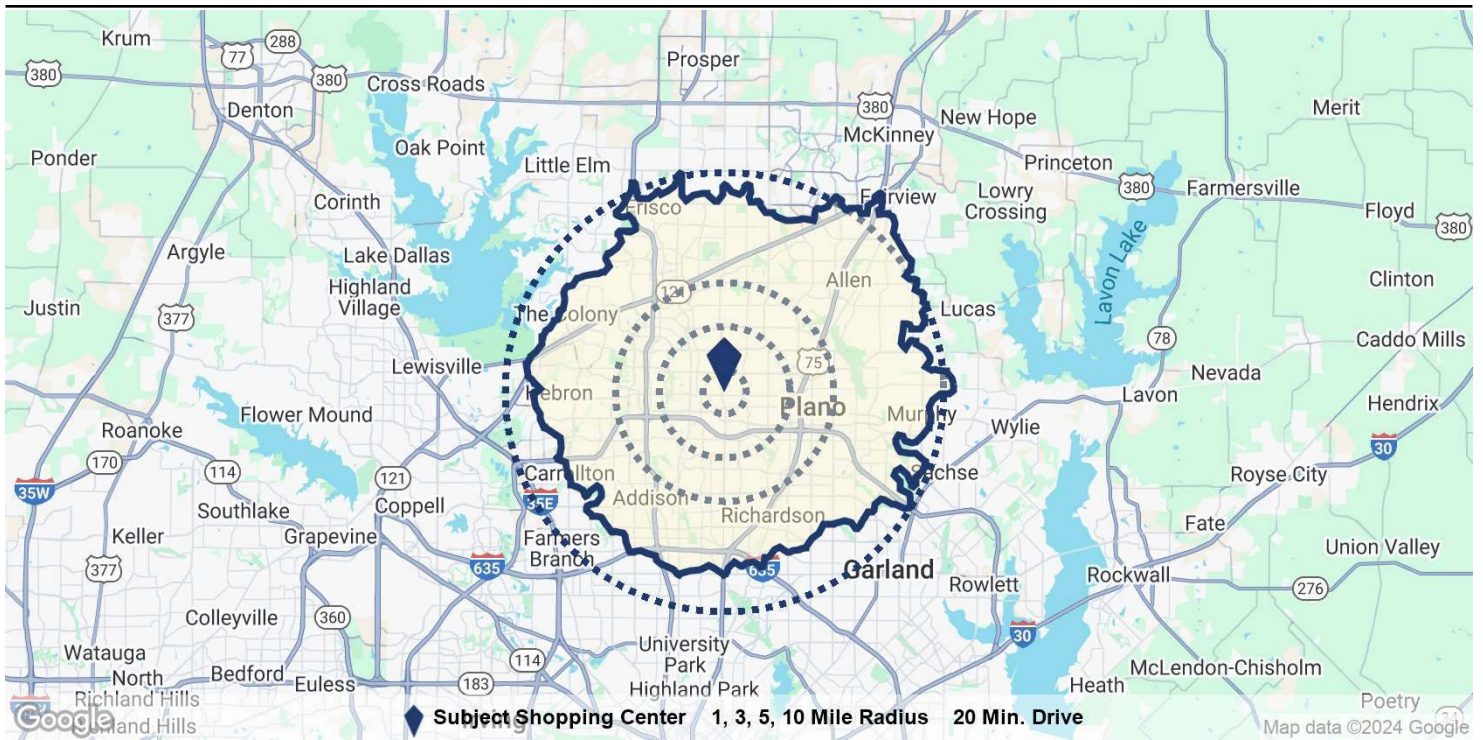 Krum
288
77
Prosper
380
380
Cross Roads
380
Merit
Denton
380
New Hope
McKinney
Oak Point
Ponder
Little Elm
Princeton
380
Farmersville
Corinth
Frisco
Fairview
Lowry
Crossing
Floyd
380
Argyle
Lake Dallas
Highland
Village
Allen
Lavon Lake
Clinton
Justin
377
121
The Colony
Lucas
78
Caddo Mills
Lewisville
75
Nevada
Hebron
Plano
Murphy
Lavon
Hendrix
Flower Mound
Wylie
Roanoke
30
170
114
121
Carrollton
Sachse
Royse City
35W
Addison
35E
Southlake
Coppell
Richardson
Fate
Keller
Grapevine
Farmers
Branch
Union Valley
377
635
635
Garland
Rowlett
Rockwall
276
Colleyville
360
30
Watauga
University
Park
114
McLendon-Chisholm
North
Richland Hills
Bedford
Euless
183
Highland Park
Heath
Poetry
Google
Richland Hills
Irving
Subject Shopping Center 1, 3, 5, 10 Mile Radius 20 Min. Drive
Map data ©2024 Google